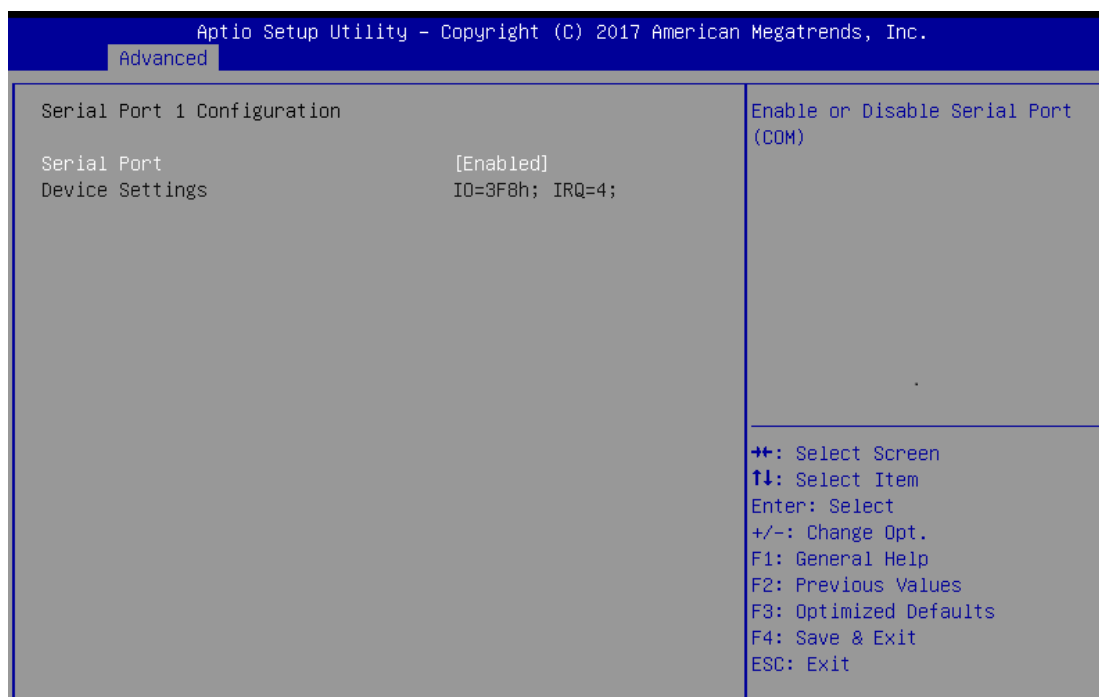 Aptio Setup Utility – Copyright (C) 2017 American Megatrends, Inc.
Advanced
Serial Port 1 Configuration
Serial Port [Enabled]
Device Settings IO=3F8h; IRQ=4;
Enable or Disable Serial Port
(COM)
→←: Select Screen
↑↓: Select Item
Enter: Select
+/-: Change Opt.
F1: General Help
F2: Previous Values
F3: Optimized Defaults
F4: Save & Exit
ESC: Exit